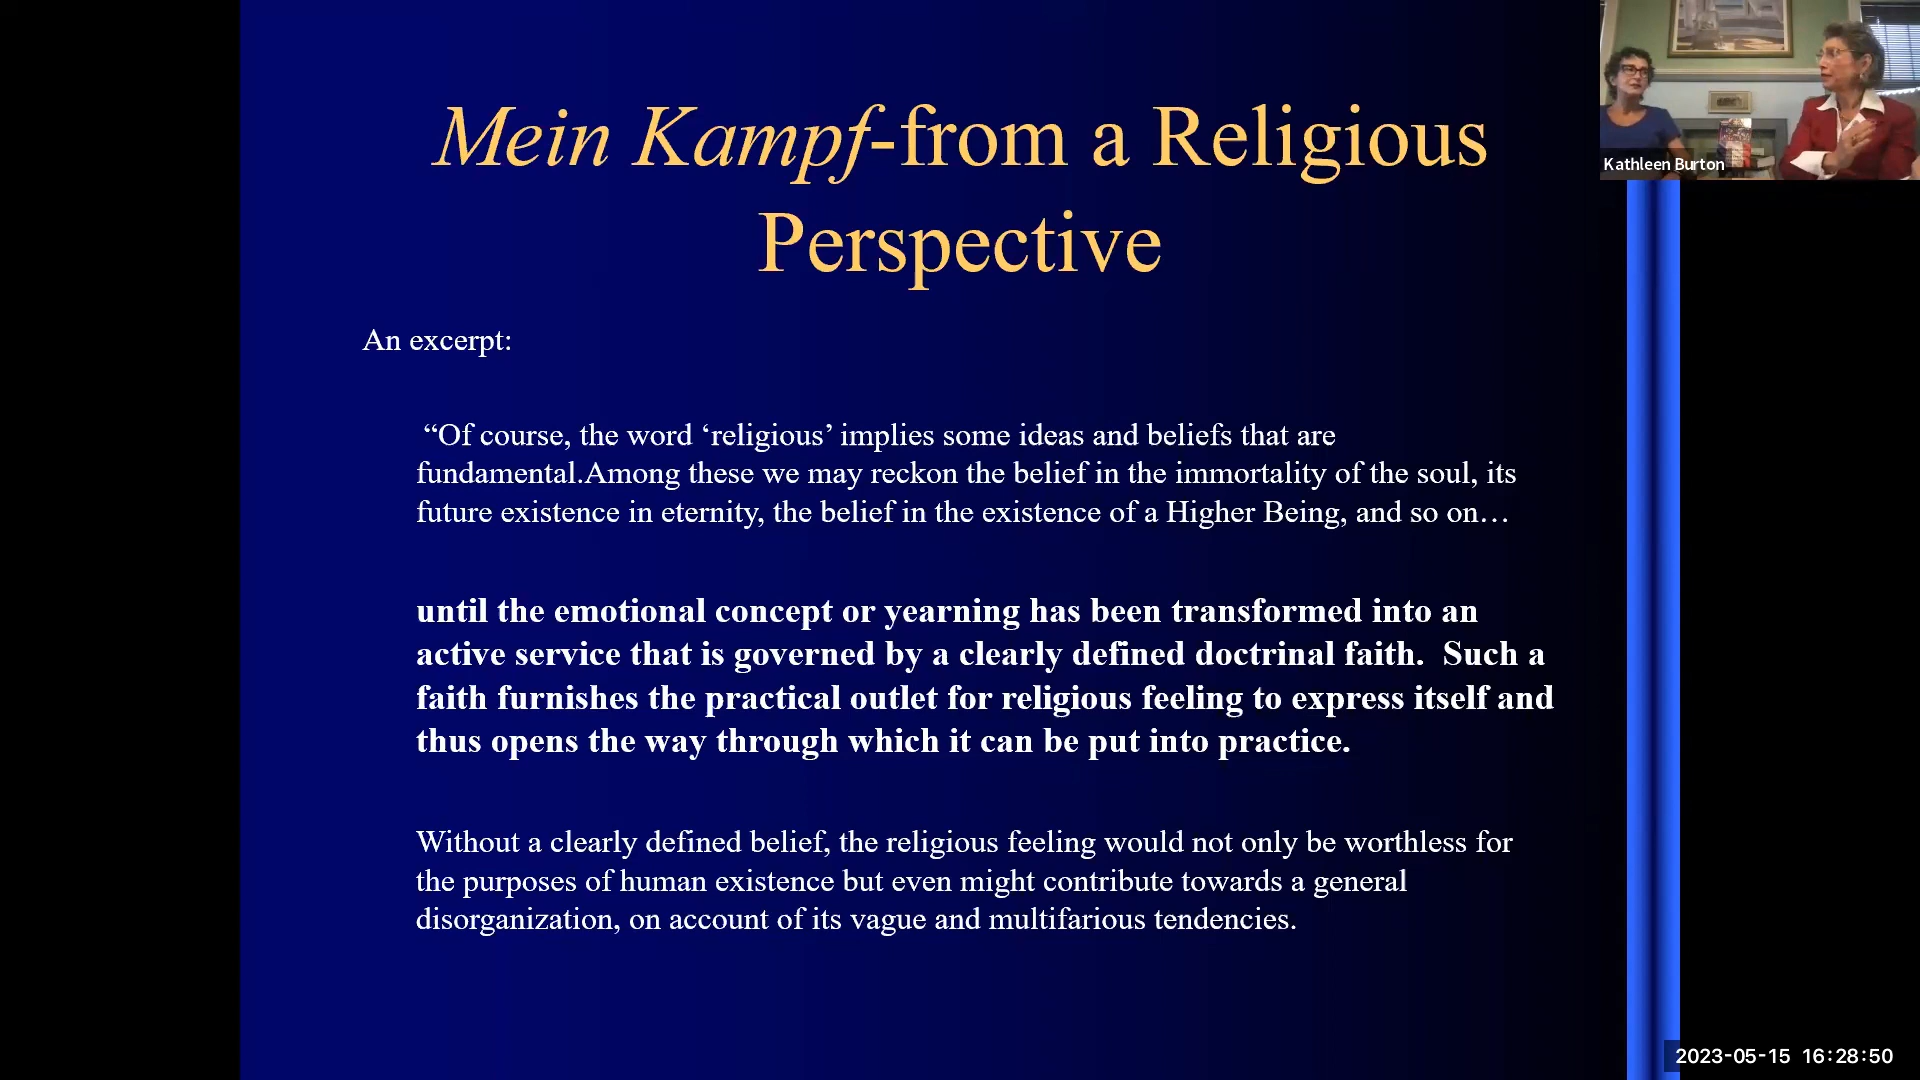 Mein Kampf-from a Religious
Perspective
Kathleen Burton
An excerpt:
“Of course, the word ‘religious’ implies some ideas and beliefs that are
fundamental.Among these we may reckon the belief in the immortality of the soul, its
future existence in eternity, the belief in the existence of a Higher Being, and so on…
until the emotional concept or yearning has been transformed into an
active service that is governed by a clearly defined doctrinal faith.  Such a
faith furnishes the practical outlet for religious feeling to express itself and
thus opens the way through which it can be put into practice.
Without a clearly defined belief, the religious feeling would not only be worthless for
the purposes of human existence but even might contribute towards a general
disorganization, on account of its vague and multifarious tendencies.
2023-05-15 16:28:50